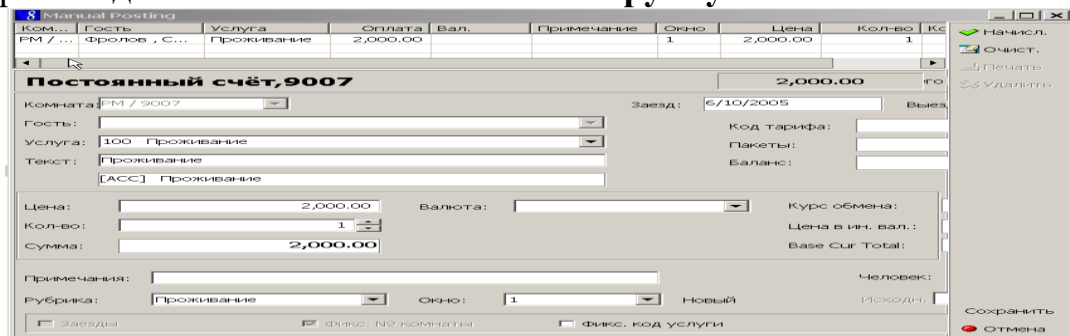 Manual Posting
Ком... Гость Услуга Оплата Вал. Примечание Окно Цена Кол-во Кс
РМ / ... Фролов , С... Проживание 2,000.00 1 2,000.00 1
Начисл.
Очист.
Печать
Удалить
Постоянный счёт,9007 2,000.00
Комната: РМ / 9007 Заезд: 6/10/2005 Выез
Гость: Код тарифа:
Услуга: 100 Проживание Пакеты:
Текст: Проживание Баланс:
[ACC] Проживание
Цена: 2,000.00 Валюта: Курс обмена:
Кол-во: 1 Цена в ин. вал.:
Сумма: 2,000.00 Base Cur Total:
Примечания: Человек:
Рубрика: Проживание Окно: 1 Новый Исходн.
Заезды Фикс. № комнаты Фикс. код услуги
Сохранить
Отмена